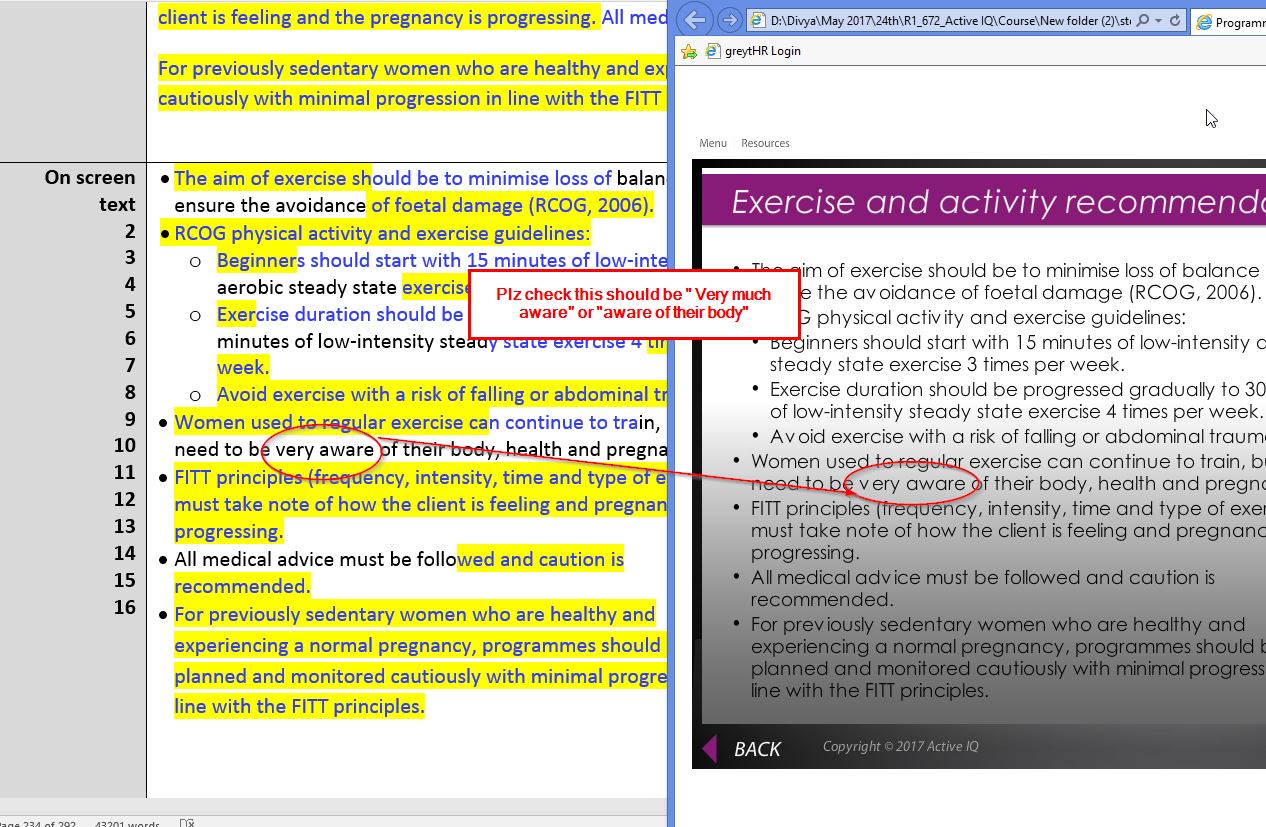 client is feeling and the pregnancy is progressing. All med
For previously sedentary women who are healthy and exp
cautiously with minimal progression in line with the FITT
On screen
text
2
3
4
5
6
7
8
9
10
11
12
13
14
15
16
● The aim of exercise should be to minimise loss of balan
ensure the avoidance of foetal damage (RCOG, 2006).
● RCOG physical activity and exercise guidelines:
o Beginners should start with 15 minutes of low-inte
aerobic steady state exercise
o Exercise duration should be
minutes of low-intensity steady state exercise 4 tim
week.
o Avoid exercise with a risk of falling or abdominal tr
● Women used to regular exercise can continue to train,
need to be very aware of their body, health and pregna
● FITT principles (frequency, intensity, time and type of e
must take note of how the client is feeling and pregnan
progressing.
● All medical advice must be followed and caution is
recommended.
● For previously sedentary women who are healthy and
experiencing a normal pregnancy, programmes should
planned and monitored cautiously with minimal progre
line with the FITT principles.
Page 234 of 292 43201 words
Plz check this should be " Very much
aware" or "aware of their body"
D:\Divya\May 2017\24th\R1_672_Active IQ\Course\New folder (2)\sto
Programm
greytHR Login
Menu Resources
Exercise and activity recommenda
• The aim of exercise should be to minimise loss of balance
e the avoidance of foetal damage (RCOG, 2006).
G physical activity and exercise guidelines:
• Beginners should start with 15 minutes of low-intensity a
steady state exercise 3 times per week.
• Exercise duration should be progressed gradually to 30
of low-intensity steady state exercise 4 times per week.
• Avoid exercise with a risk of falling or abdominal traum
• Women used to regular exercise can continue to train, bu
need to be very aware of their body, health and pregna
• FITT principles (frequency, intensity, time and type of exer
must take note of how the client is feeling and pregnanc
progressing.
• All medical advice must be followed and caution is
recommended.
• For previously sedentary women who are healthy and
experiencing a normal pregnancy, programmes should b
planned and monitored cautiously with minimal progress
line with the FITT principles.
BACK
Copyright © 2017 Active IQ